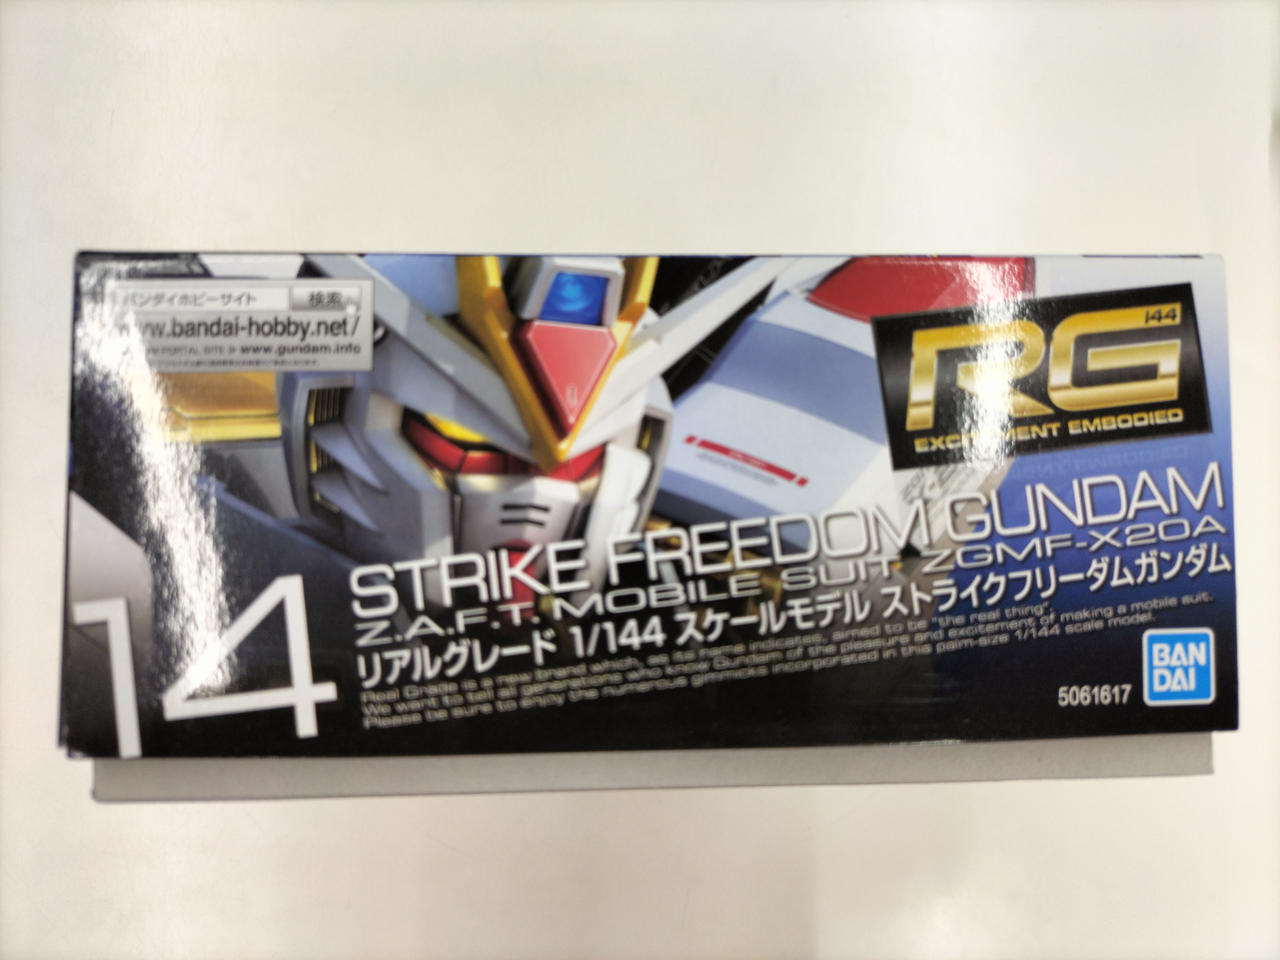 バンダイホビーサイト 検索
www.bandai-hobby.net/
PORTAL SITE www.gundam.info
RG
144
EXCITEMENT EMBODIED
14
STRIKE FREEDOM GUNDAM
Z.A.F.T. MOBILE SUIT ZGMF-X20A
リアルグレード 1/144 スケールモデル ストライクフリーダムガンダム
Real Grade is a new brand which, as its name indicates, aimed to be "the real thing".
We want to tell all generations who know Gundam of the pleasure and excitement of making a mobile suit.
Please be sure to enjoy the numerous gimmicks incorporated in this palm-size 1/144 scale model.
5061617
BAN
DAI